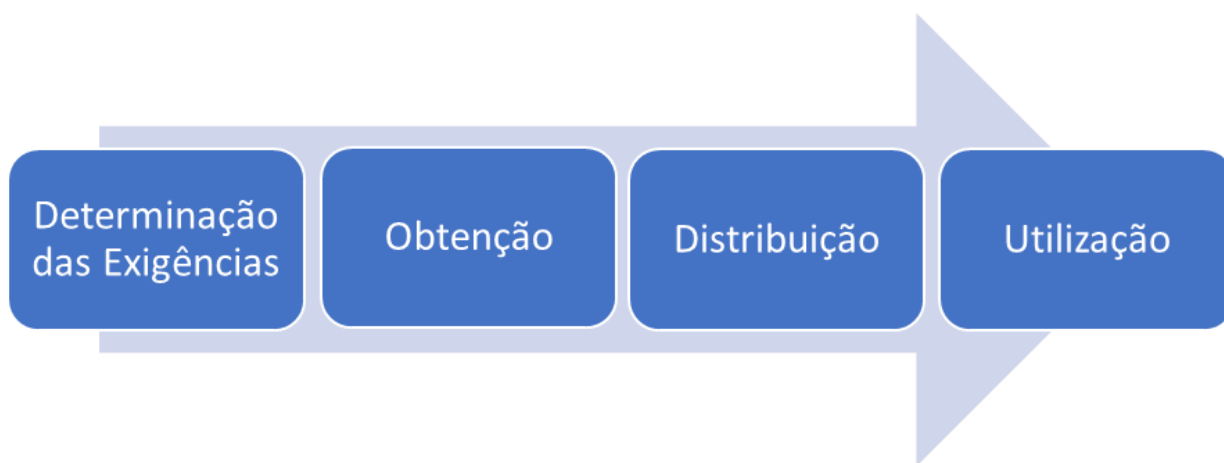 Determinação
das Exigências
Obtenção
Distribuição
Utilização